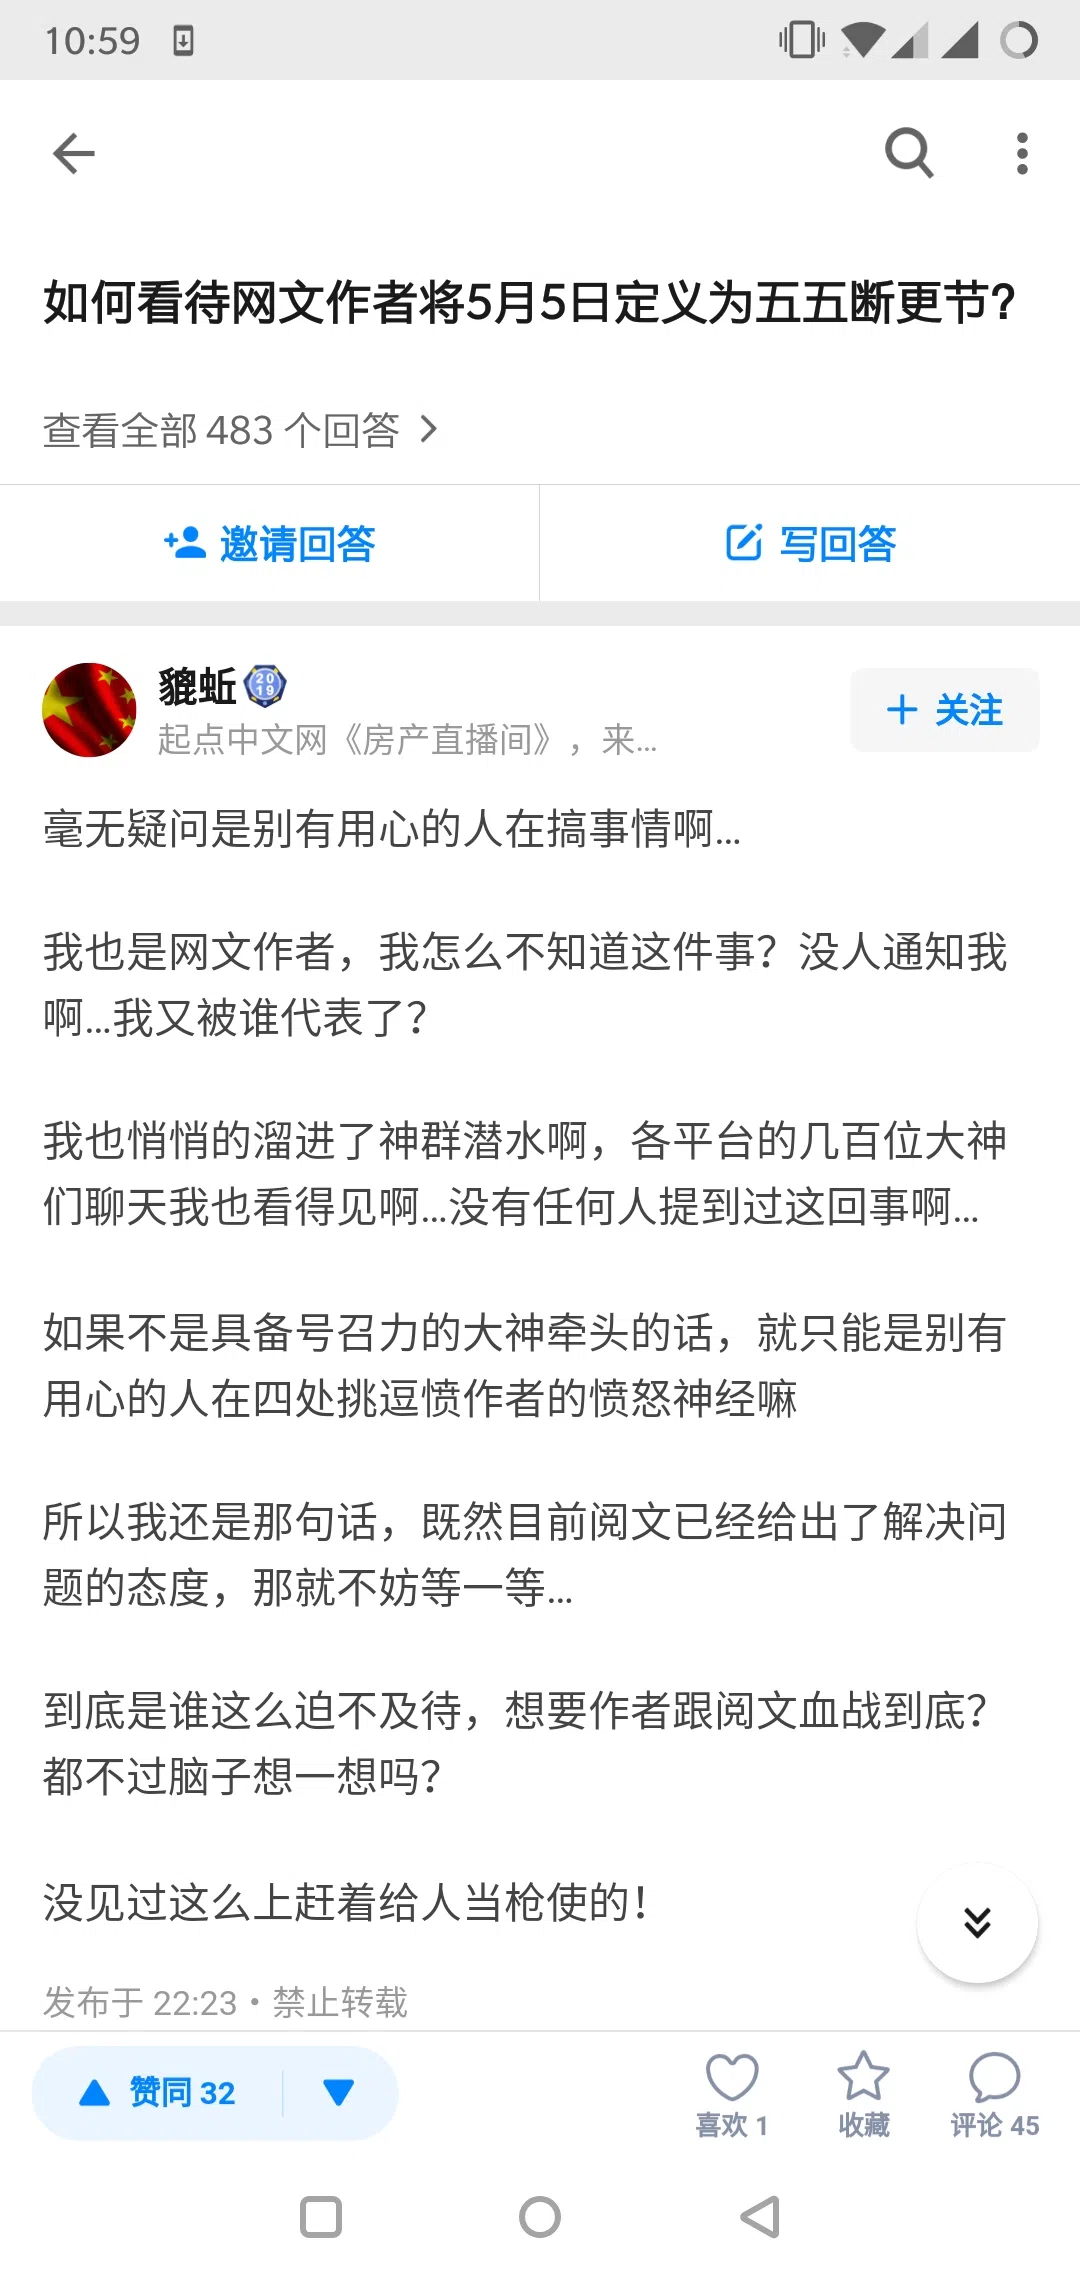 10:59
如何看待网文作者将5月5日定义为五五断更节?
查看全部 483 个回答
邀请回答
写回答
貔蚯
2019
起点中文网《房产直播间》，来...
+ 关注
毫无疑问是别有用心的人在搞事情啊...
我也是网文作者，我怎么不知道这件事？没人通知我
啊...我又被谁代表了？
我也悄悄的溜进了神群潜水啊，各平台的几百位大神
们聊天我也看得见啊...没有任何人提到过这回事啊...
如果不是具备号召力的大神牵头的话，就只能是别有
用心的人在四处挑逗愤作者的愤怒神经嘛
所以我还是那句话，既然目前阅文已经给出了解决问
题的态度，那就不妨等一等...
到底是谁这么迫不及待，想要作者跟阅文血战到底？
都不过脑子想一想吗？
没见过这么上赶着给人当枪使的！
发布于 22:23 · 禁止转载
赞同 32
喜欢 1
收藏
评论 45